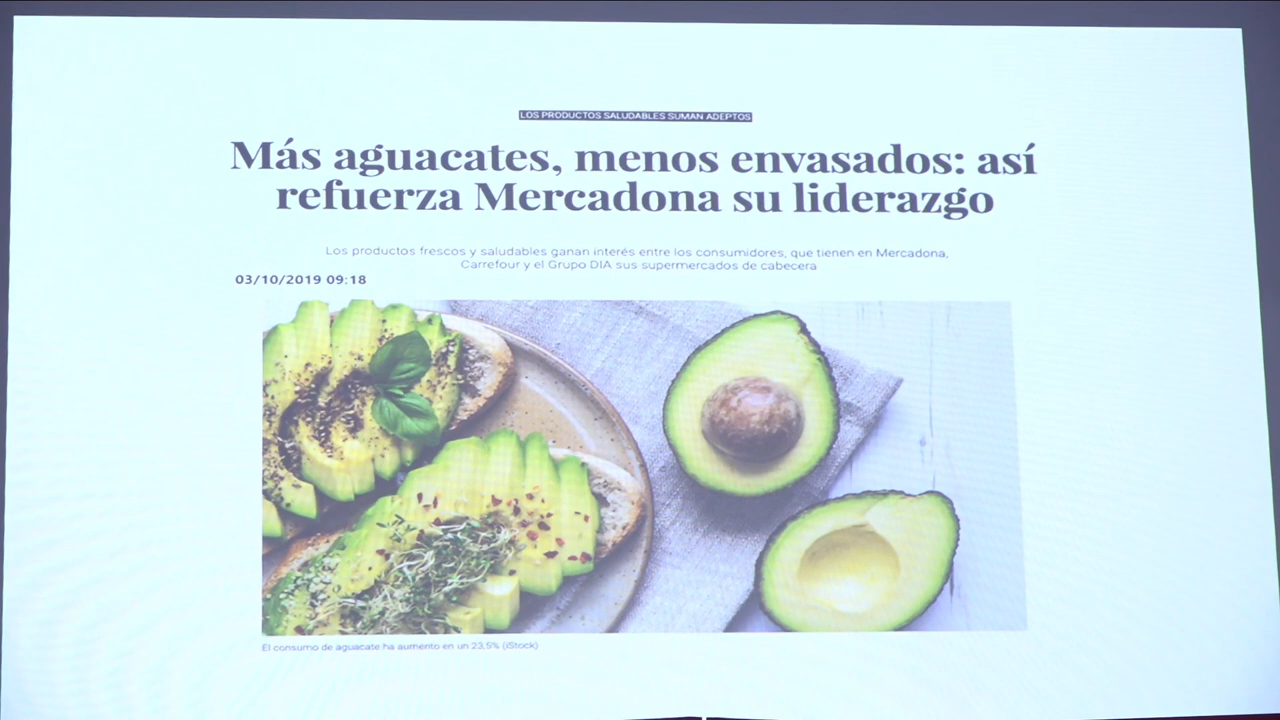 LOS PRODUCTOS SALUDABLES SUMAN ADEPTOS
Más aguacates, menos envasados: así
refuerza Mercadona su liderazgo
Los productos frescos y saludables ganan interés entre los consumidores, que tienen en Mercadona,
Carrefour y el Grupo DIA sus supermercados de cabecera
03/10/2019 09:18
El consumo de aguacate ha aumento en un 23,5% (iStock)